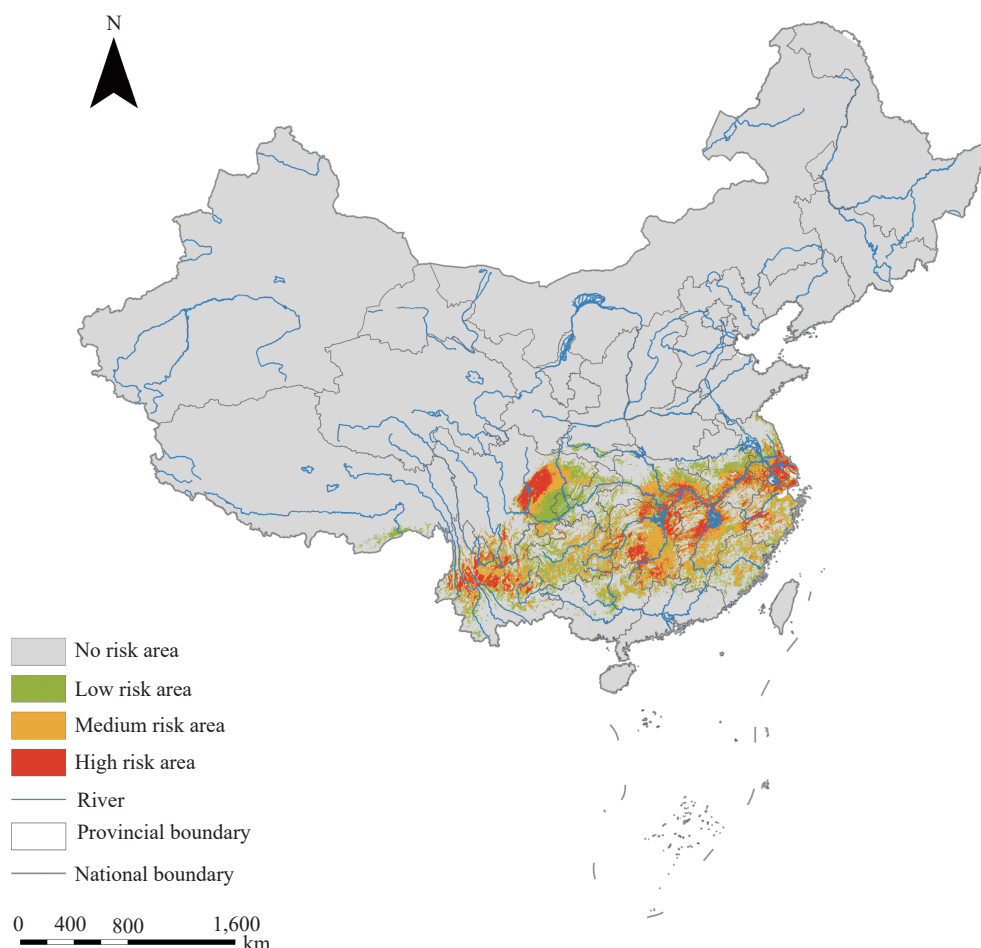 N
No risk area
Low risk area
Medium risk area
High risk area
River
Provincial boundary
National boundary
0 400 800 1,600
km